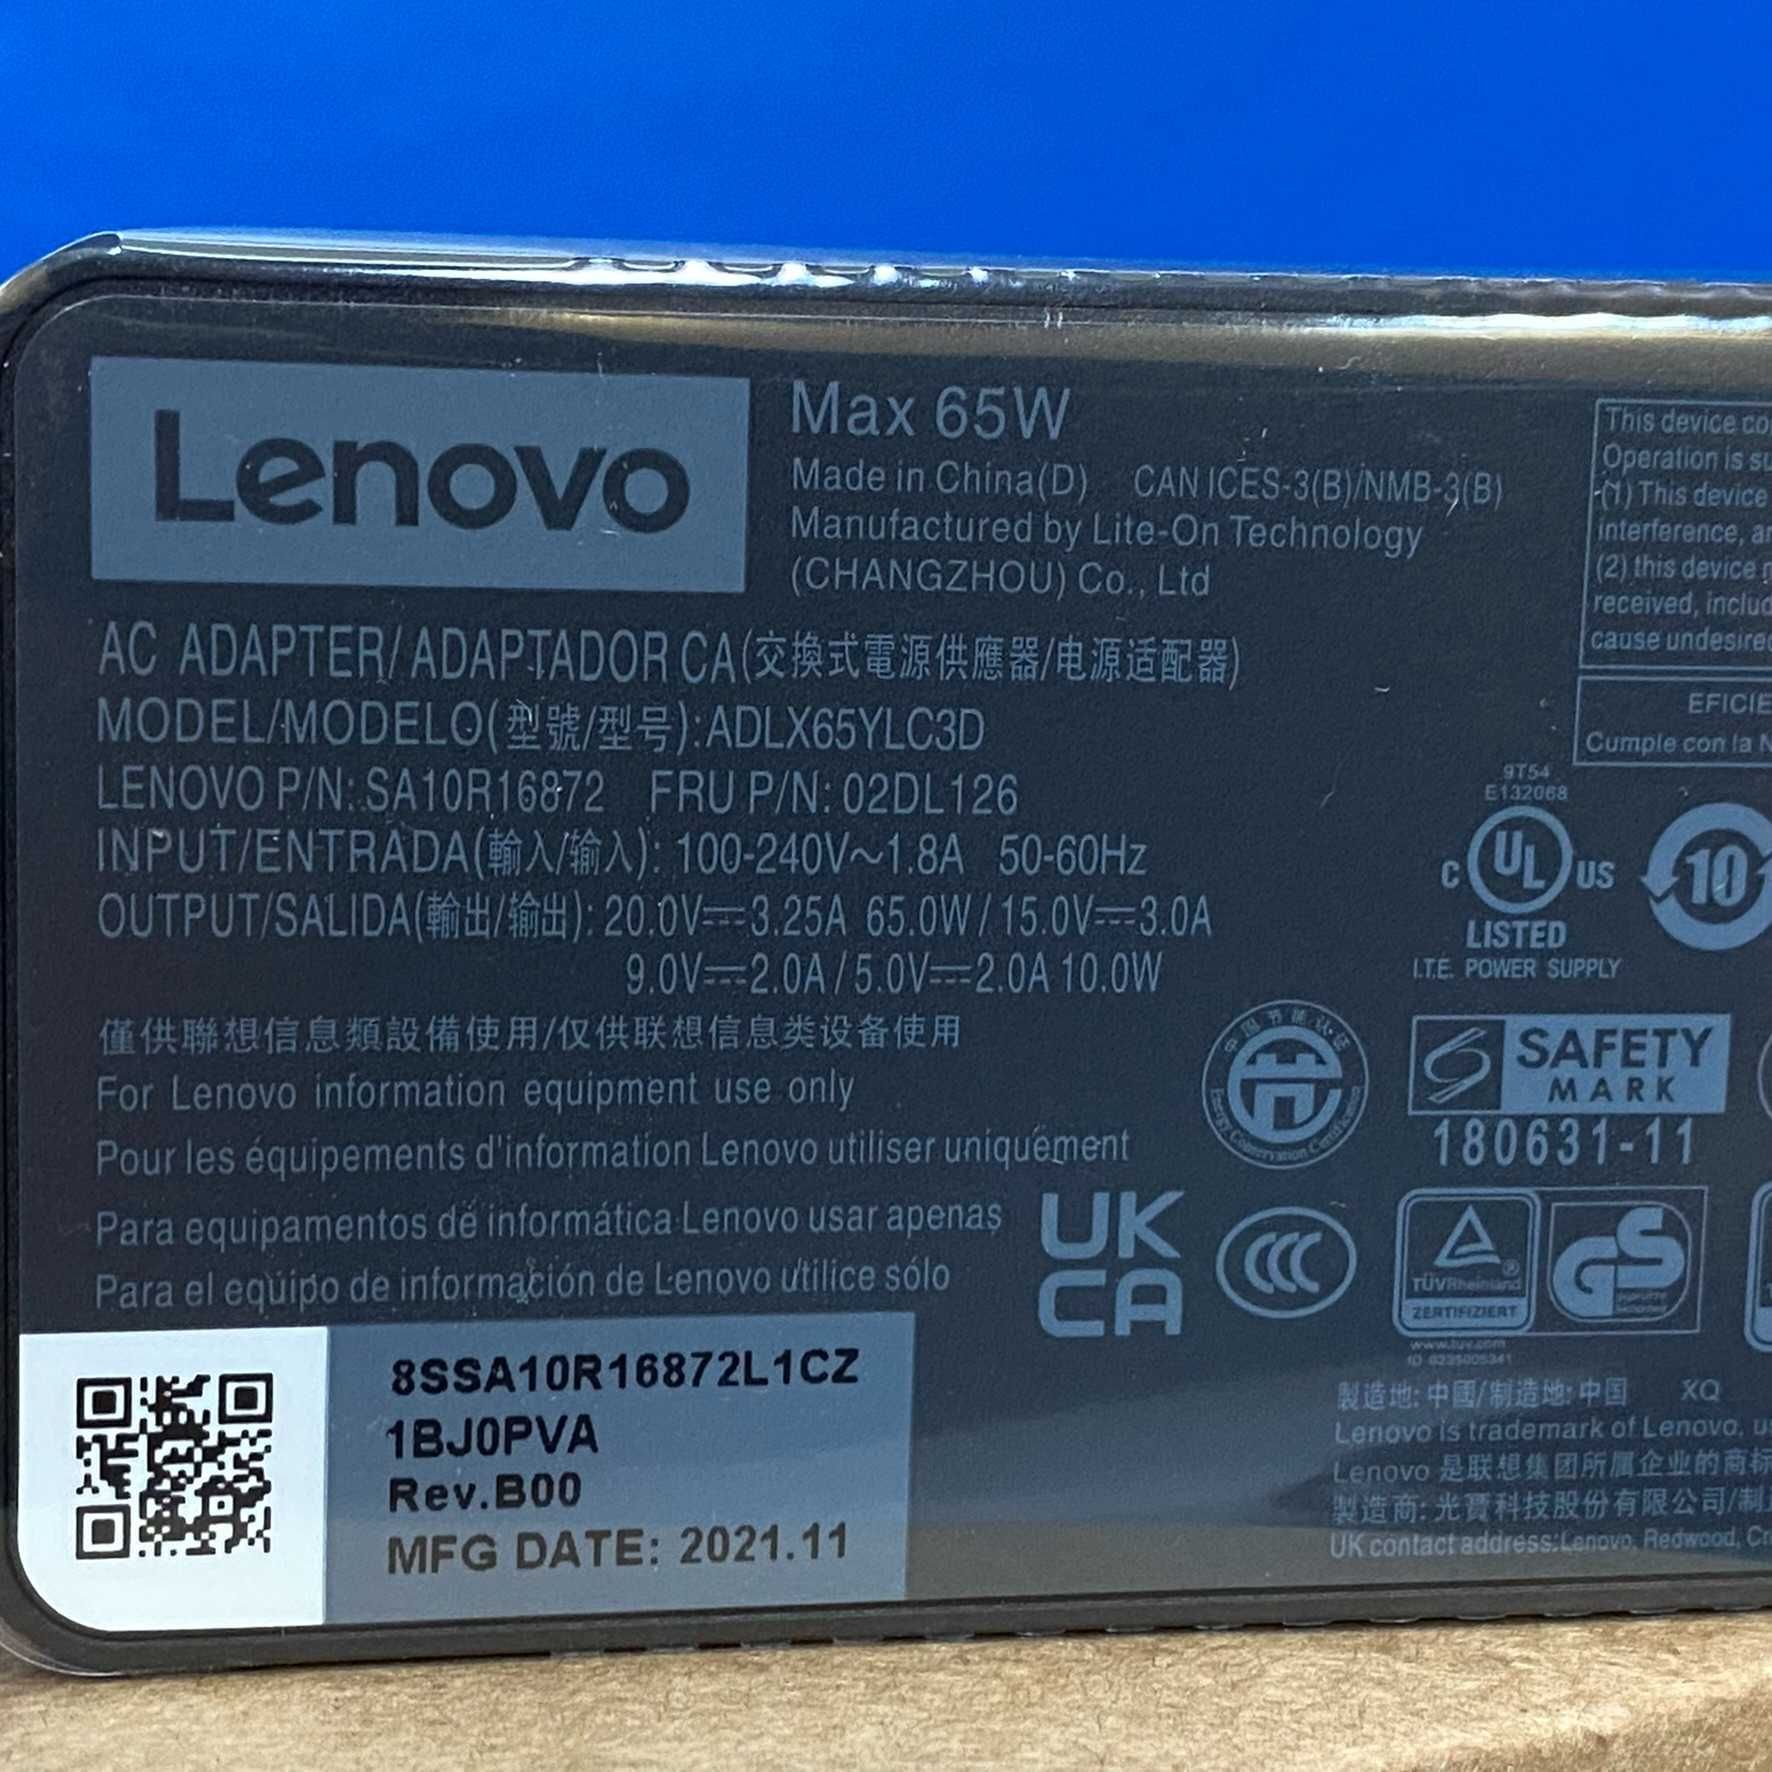 Lenovo
Max 65W
Made in China(D) CAN ICES-3(B)/NMB-3(B)
Manufactured by Lite-On Technology
(CHANGZHOU) Co., Ltd
AC ADAPTER/ ADAPTADOR CA(交換式電源供應器/电源适配器)
MODEL/MODELO(型號/型号):ADLX65YLC3D
LENOVO P/N: SA10R16872 FRU P/N: 02DL126
INPUT/ENTRADA(輸入/输入): 100-240V～1.8A 50-60Hz
OUTPUT/SALIDA(輸出/输出): 20.0V⎓3.25A 65.0W / 15.0V⎓3.0A
9.0V⎓2.0A / 5.0V⎓2.0A 10.0W
僅供聯想信息類設備使用/仅供联想信息类设备使用
For Lenovo information equipment use only
Pour les équipements d'information Lenovo utiliser uniquement
Para equipamentos de informática Lenovo usar apenas
Para el equipo de información de Lenovo utilice sólo
8SSA10R16872L1CZ
1BJ0PVA
Rev.B00
MFG DATE: 2021.11
This device
Operation is
(1) This device
interference,
(2) this device
received,
cause
Cumple con la
9T54
E132068
C UL US
LISTED
I.T.E. POWER SUPPLY
10
中国节能认证
Energy Conservation Certification
S SAFETY
MARK
180631-11
UK
CA
CCC
TÜVRheinland
ZERTIFIZIERT
GS
geprüfte
Sicherheit
www.tuv.com
製造地: 中國/制造地: 中国 XQ
Lenovo is trademark of Lenovo,
Lenovo 是联想集团所属企业的商标
製造商: 光寶科技股份有限公司/制
UK contact address:Lenovo, Redwood,